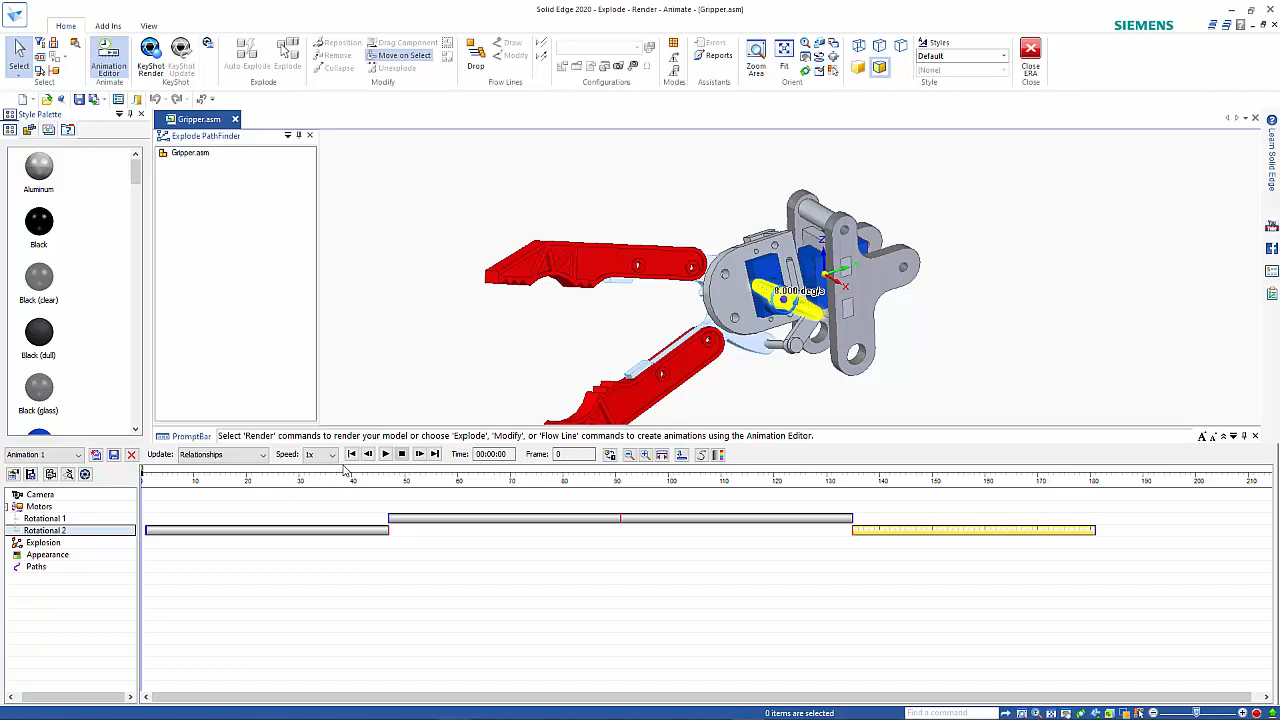 Solid Edge 2020 - Explode - Render - Animate - [Gripper.asm]
Home Add Ins View
SIEMENS
Select
Animation Editor
KeyShot Render
KeyShot Update
Auto Explode
Explode
Reposition
Remove
Collapse
Drag Component
Move on Select
Unexplode
Drop
Draw
Modify
Errors
Reports
Zoom Area
Fit
Styles
Default
(None)
Close ERA
Select Animate KeyShot Explode Modify Flow Lines Configurations Modes Assistants Orient Style Close
Style Palette
Gripper.asm
Explode PathFinder
Gripper.asm
Learn Solid Edge
Aluminum
Black
Black (clear)
Black (dull)
Black (glass)
8.000 deg/s
Z
Y
X
PromptBar Select 'Render' commands to render your model or choose 'Explode', 'Modify', or 'Flow Line' commands to create animations using the Animation Editor.
Animation 1 Update: Relationships Speed: 1x Time: 00:00:00 Frame: 0
0 10 20 30 40 50 60 70 80 90 100 110 120 130 140 150 160 170 180 190 200 210
Camera
Motors
Rotational 1
Rotational 2
Explosion
Appearance
Paths
0 items are selected
Find a command